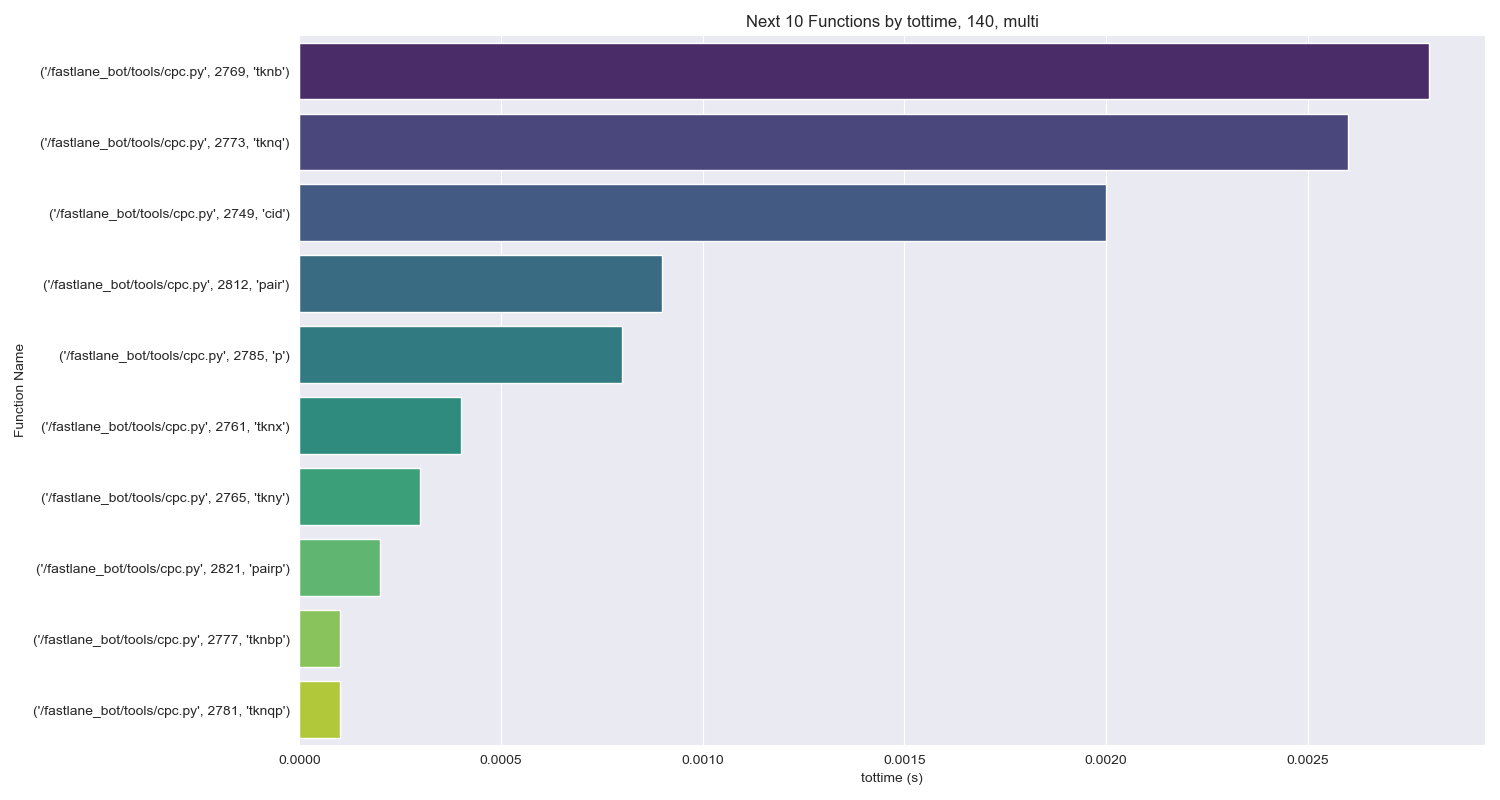 Next 10 Functions by tottime, 140, multi
('/fastlane_bot/tools/cpc.py', 2769, 'tknb')
('/fastlane_bot/tools/cpc.py', 2773, 'tknq')
('/fastlane_bot/tools/cpc.py', 2749, 'cid')
('/fastlane_bot/tools/cpc.py', 2812, 'pair')
('/fastlane_bot/tools/cpc.py', 2785, 'p')
('/fastlane_bot/tools/cpc.py', 2761, 'tknx')
('/fastlane_bot/tools/cpc.py', 2765, 'tkny')
('/fastlane_bot/tools/cpc.py', 2821, 'pairp')
('/fastlane_bot/tools/cpc.py', 2777, 'tknbp')
('/fastlane_bot/tools/cpc.py', 2781, 'tknqp')
Function Name
0.0000 0.0005 0.0010 0.0015 0.0020 0.0025
tottime (s)